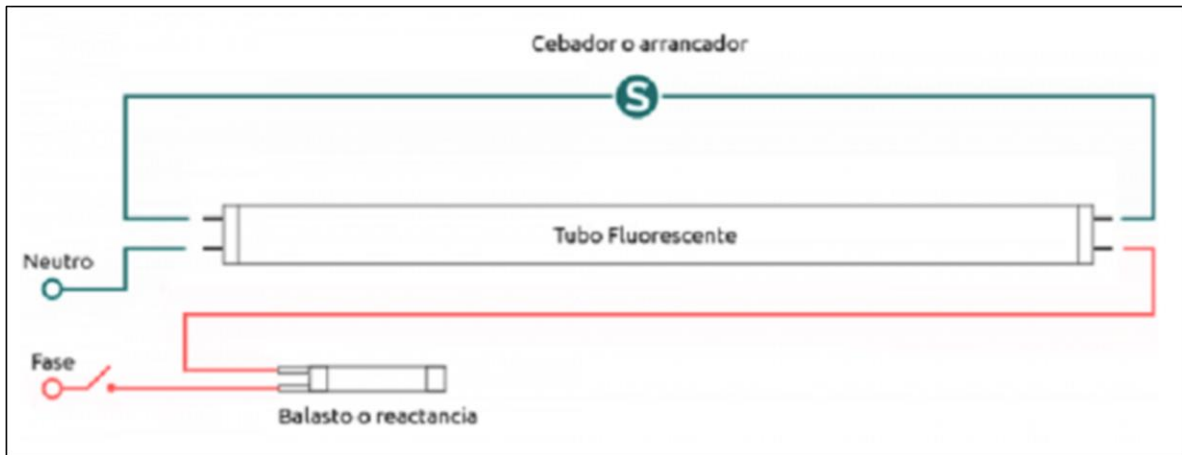 Cebador o arrancador
S
Tubo Fluorescente
Neutro
Fase
Balasto o reactancia